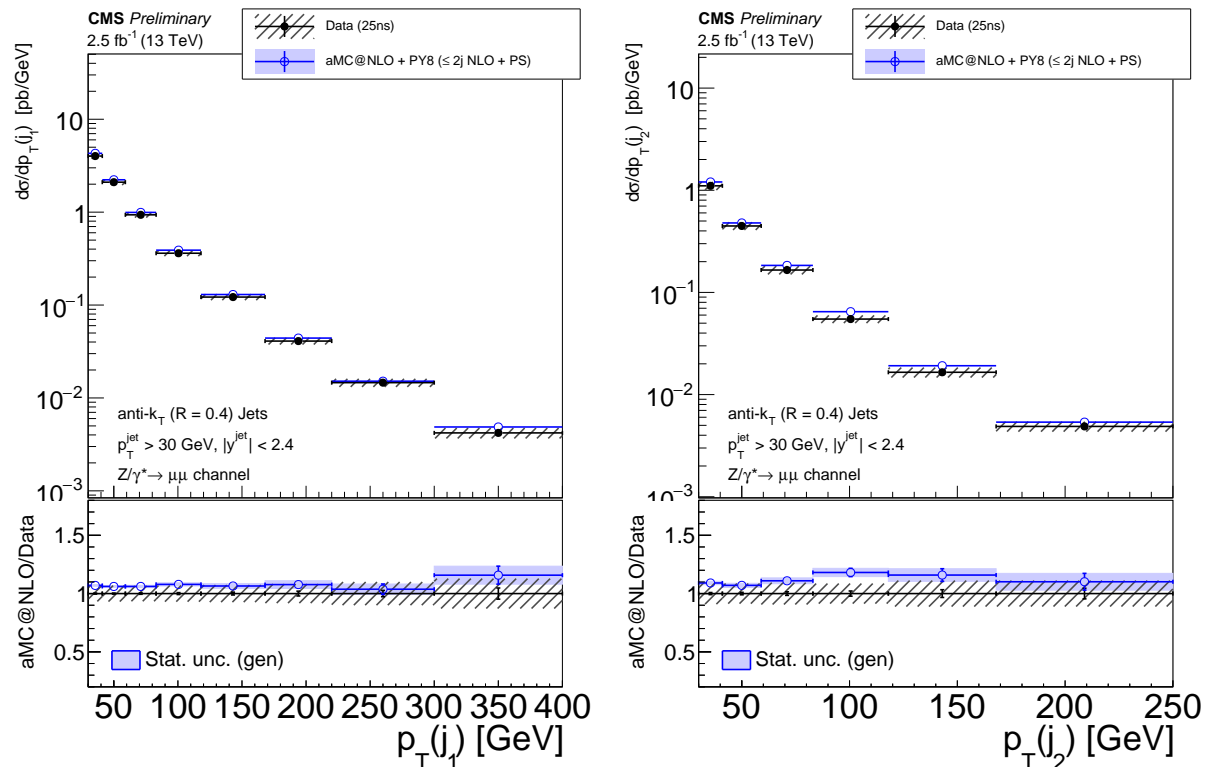 CMS Preliminary
2.5 fb⁻¹ (13 TeV)
Data (25ns)
aMC@NLO + PY8 (≤ 2j NLO + PS)
dσ/dp_T(j_1) [pb/GeV]
10
1
10⁻¹
10⁻²
10⁻³
anti-k_T (R = 0.4) Jets
p_T^jet > 30 GeV, |y^jet| < 2.4
Z/γ*→ μμ channel
aMC@NLO/Data
1.5
1
0.5
Stat. unc. (gen)
50 100 150 200 250 300 350 400
p_T(j_1) [GeV]
CMS Preliminary
2.5 fb⁻¹ (13 TeV)
Data (25ns)
aMC@NLO + PY8 (≤ 2j NLO + PS)
dσ/dp_T(j_2) [pb/GeV]
10
1
10⁻¹
10⁻²
10⁻³
anti-k_T (R = 0.4) Jets
p_T^jet > 30 GeV, |y^jet| < 2.4
Z/γ*→ μμ channel
aMC@NLO/Data
1.5
1
0.5
Stat. unc. (gen)
50 100 150 200 250
p_T(j_2) [GeV]